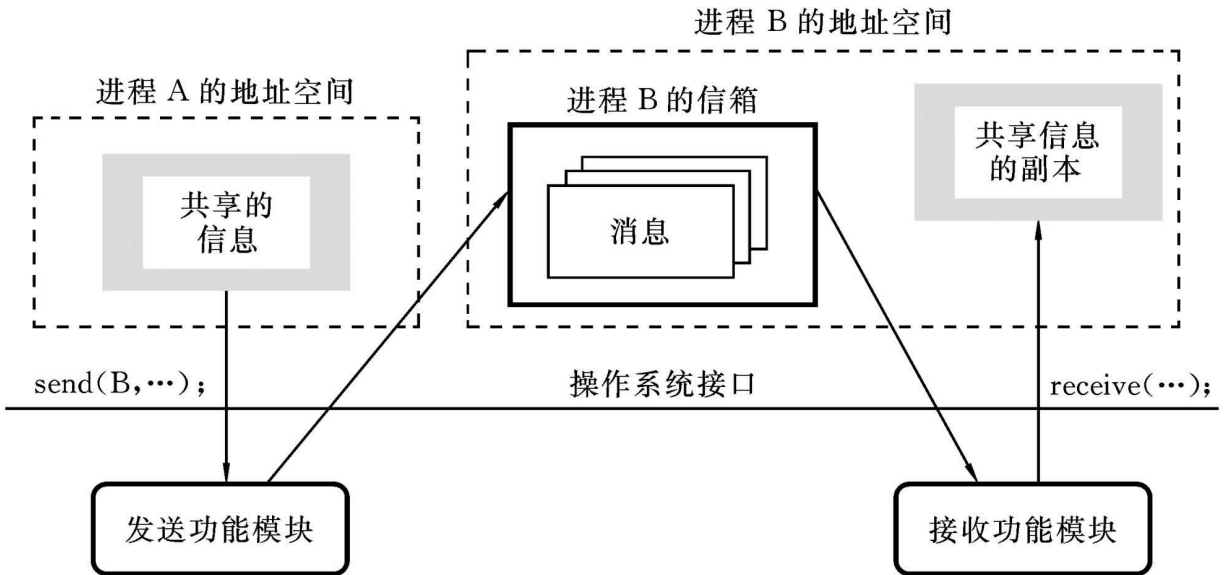 进程 B 的地址空间
进程 A 的地址空间
进程 B 的信箱
共享的
信息
消息
共享信息
的副本
send(B,…);
操作系统接口
receive(…);
发送功能模块
接收功能模块